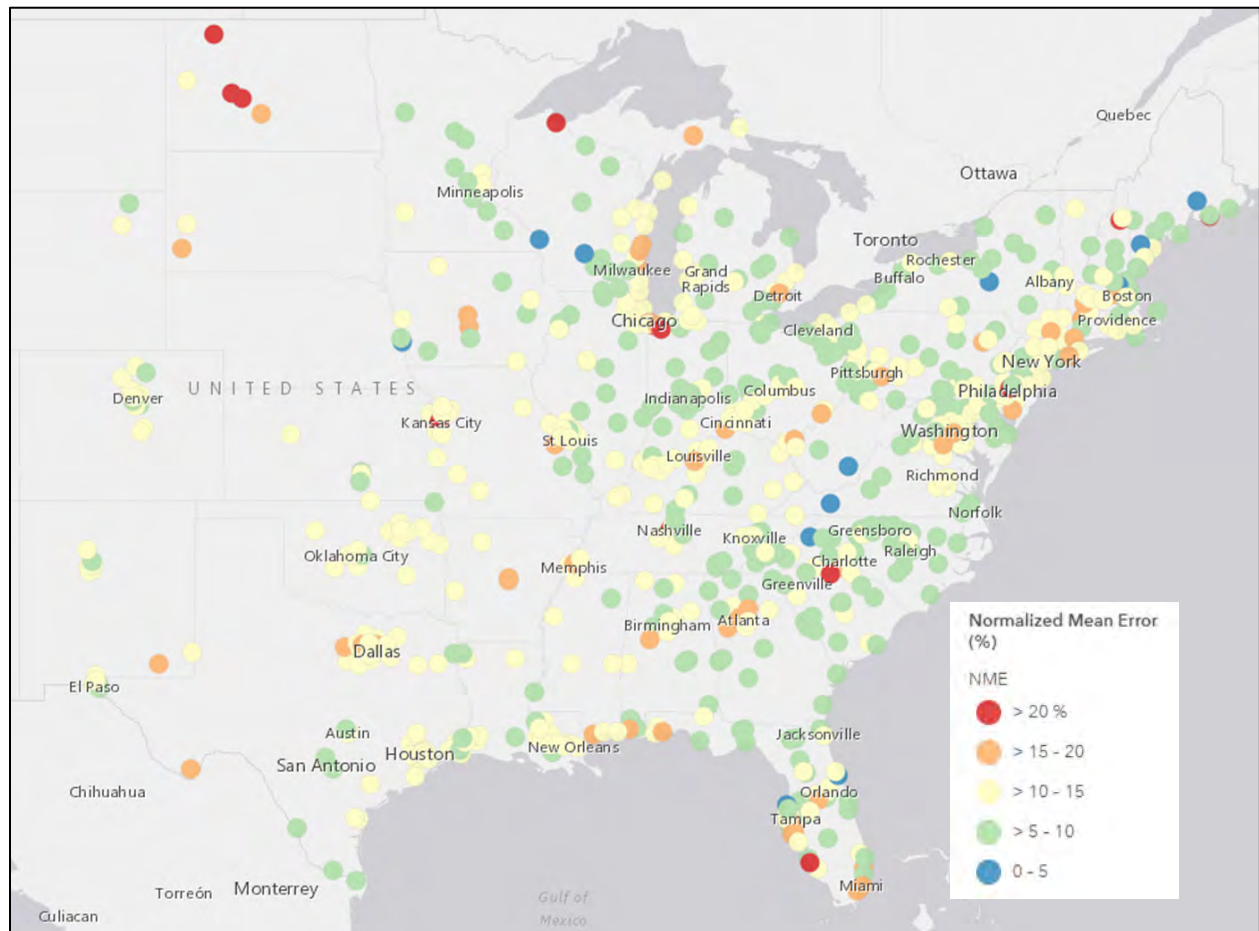 Quebec
Ottawa
Minneapolis
Toronto
Rochester
Buffalo
Milwaukee
Grand
Rapids
Albany
Boston
Detroit
Chicago
Providence
Cleveland
New York
UNITED STATES
Denver
Pittsburgh
Columbus
Philadelphia
Indianapolis
Kansas City
Cincinnati
Washington
St Louis
Louisville
Richmond
Norfolk
Nashville
Greensboro
Knoxville
Raleigh
Oklahoma City
Charlotte
Memphis
Greenville
Birmingham
Atlanta
Dallas
El Paso
Austin
Jacksonville
New Orleans
Houston
San Antonio
Chihuahua
Orlando
Tampa
Miami
Torreón
Monterrey
Gulf of
Mexico
Culiacan
Normalized Mean Error
(%)
NME
> 20 %
> 15 - 20
> 10 - 15
> 5 - 10
0 - 5